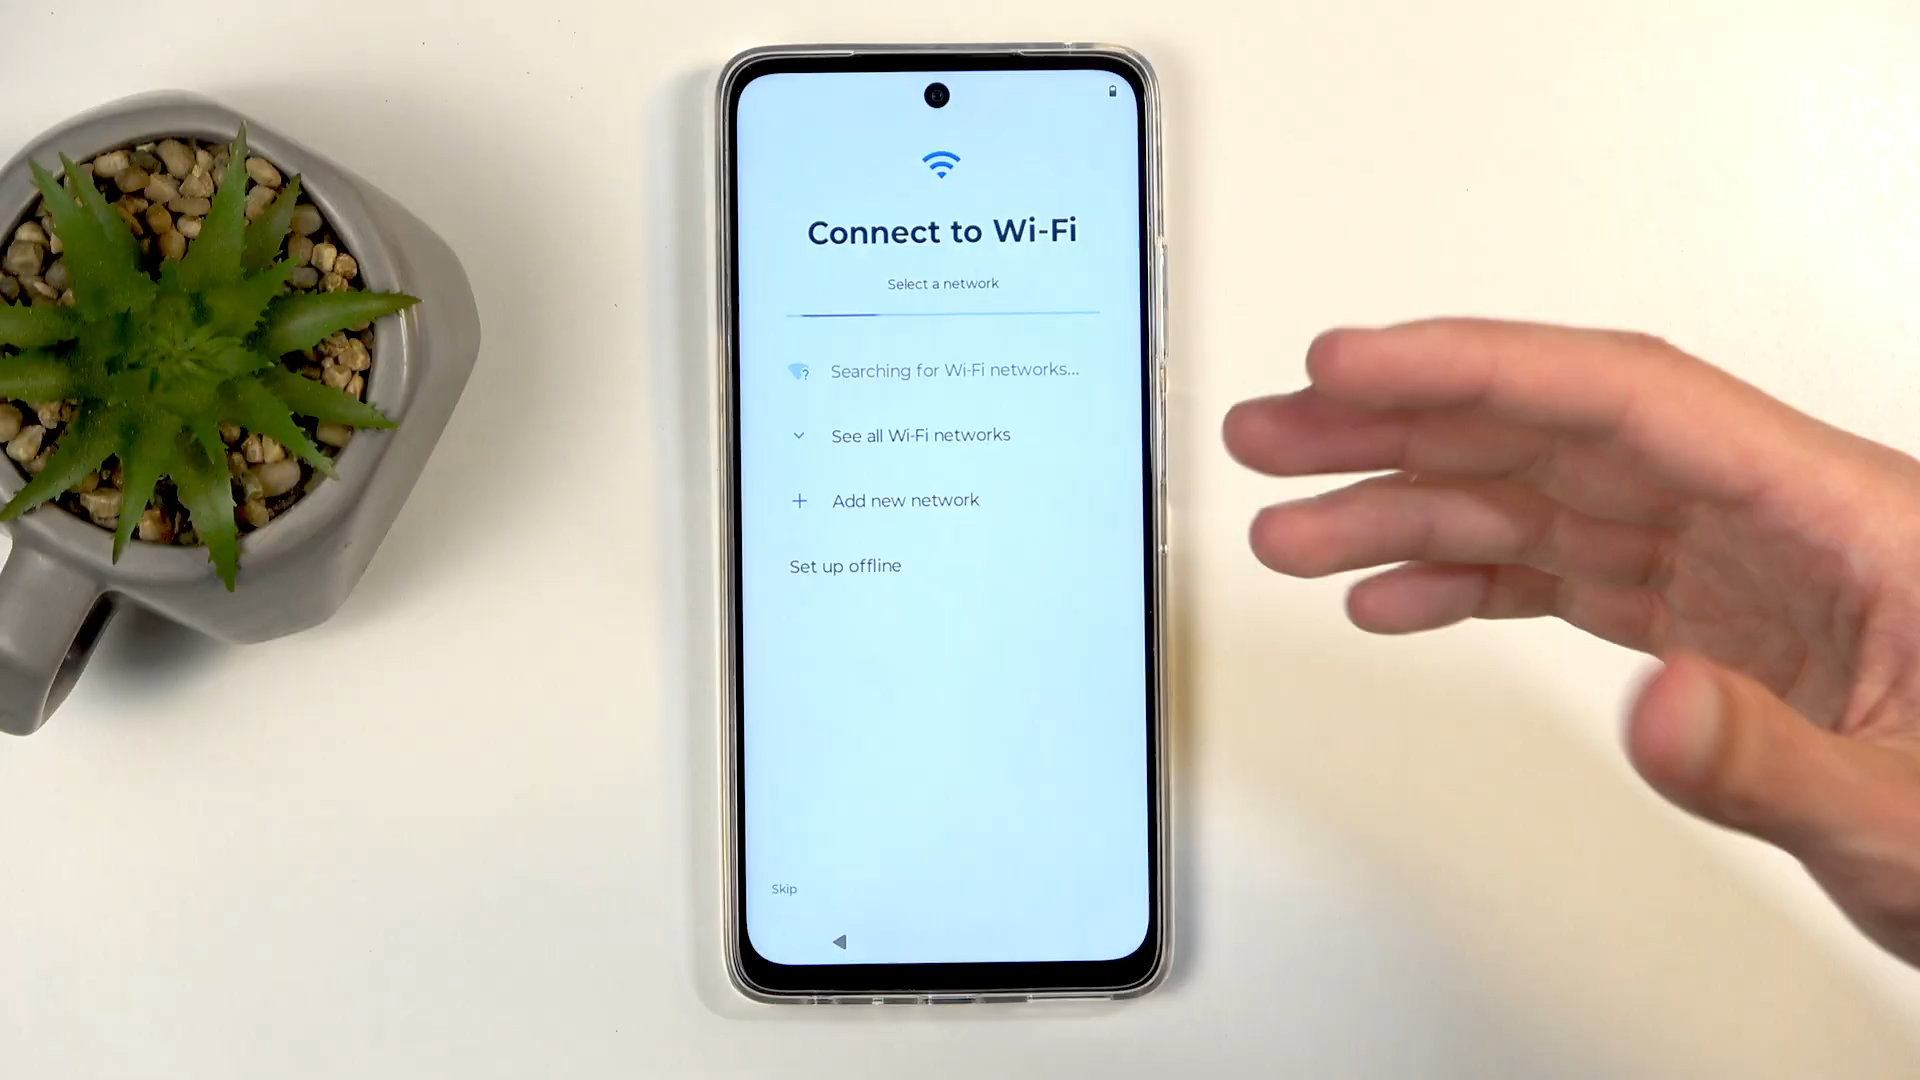 Connect to Wi-Fi
Select a network
Searching for Wi-Fi networks...
See all Wi-Fi networks
Add new network
Set up offline
Skip